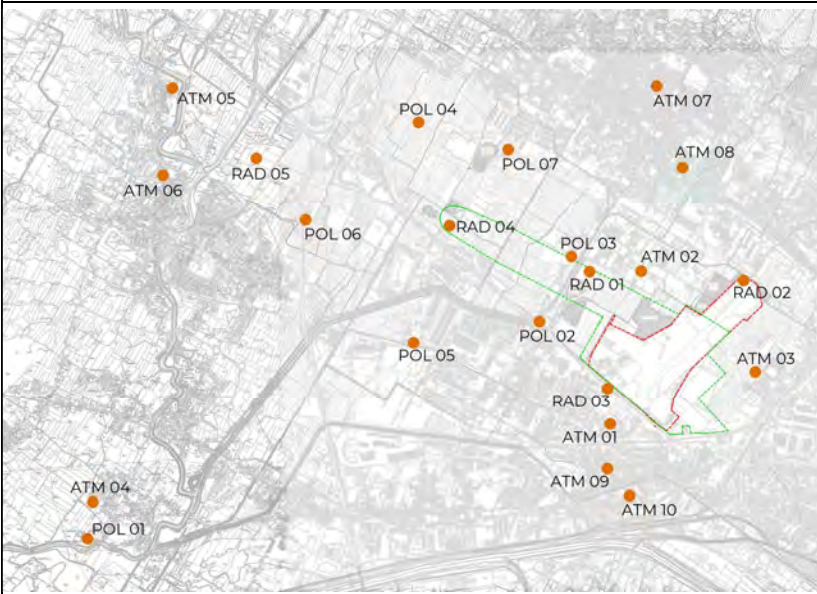 ATM 05
ATM 07
POL 04
POL 07
ATM 08
RAD 05
ATM 06
POL 06
RAD 04
POL 03
ATM 02
RAD 01
RAD 02
POL 02
POL 05
ATM 03
RAD 03
ATM 01
ATM 09
ATM 04
ATM 10
POL 01